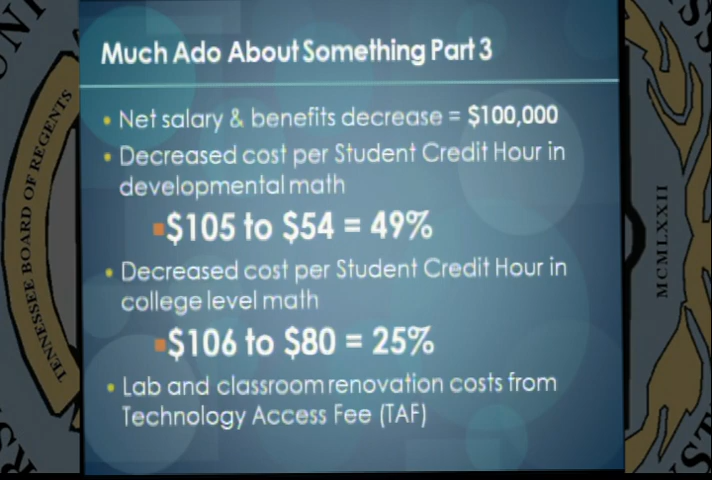 Much Ado About Something Part 3
• Net salary & benefits decrease = $100,000
• Decreased cost per Student Credit Hour in
developmental math
▪$105 to $54 = 49%
• Decreased cost per Student Credit Hour in
college level math
▪$106 to $80 = 25%
• Lab and classroom renovation costs from
Technology Access Fee (TAF)
TENNESSEE BOARD OF REGENTS
MCMLXXII